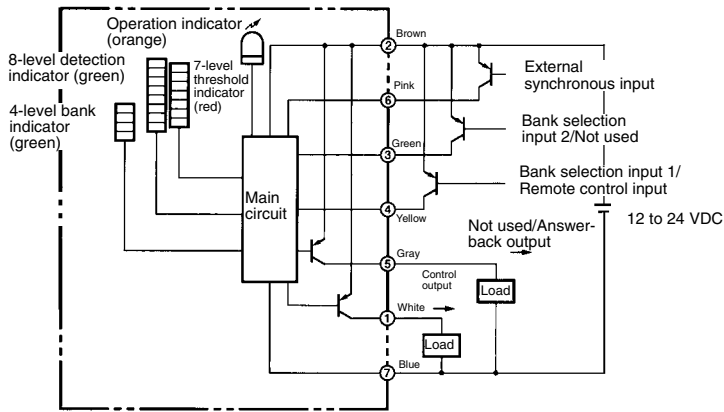 Operation indicator
(orange)
8-level detection
indicator (green)
7-level
threshold
indicator
(red)
4-level bank
indicator
(green)
Main
circuit
2
Brown
6
Pink
3
Green
4
Yellow
5
Gray
Control
output
1
White
7
Blue
External
synchronous input
Bank selection
input 2/Not used
Bank selection input 1/
Remote control input
12 to 24 VDC
Not used/Answer-
back output
Load
Load